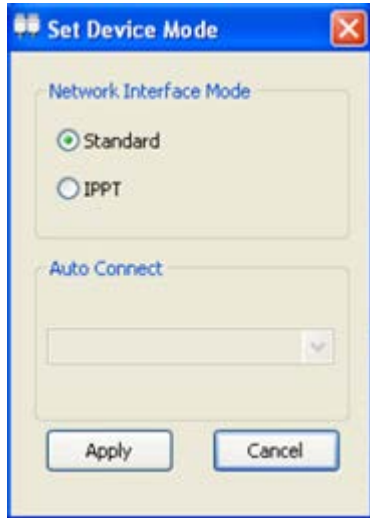 Set Device Mode
Network Interface Mode
Standard
IPPT
Auto Connect
Apply
Cancel